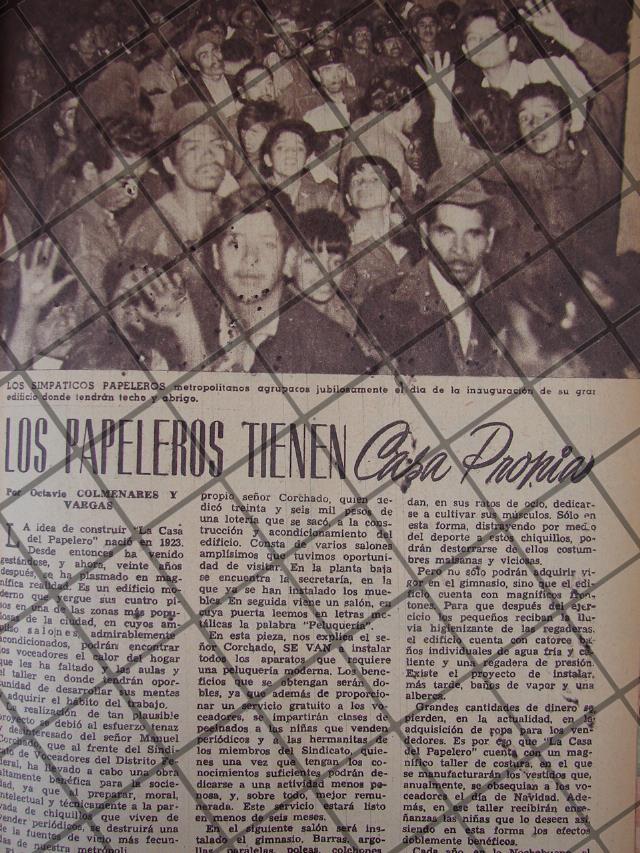 LOS SIMPATICOS PAPELEROS metropolitanos agrupados jubilosamente el dia de la inauguración de su gran
edificio donde tendrán techo y abrigo.
LOS PAPELEROS TIENEN Casa Propia
Por Octavio COLMENARES Y
VARGAS
LA idea de construir "La Casa
del Papelero" nació en 1923.
Desde entonces ha venido
gestándose, y ahora, veinte años
después, se ha plasmado en mag-
nífica realidad. Es un edificio mo-
derno que yergue sus cuatro pi-
sos en una de las zonas más popu-
losas de la ciudad, en cuyos am-
plios salones, admirablemente
acondicionados, podrán encontrar
los voceadores el calor del hogar
que les ha faltado y las aulas y
el taller en donde tendrán opor-
tunidad de desarrollar sus mentes
y adquirir el hábito del trabajo.
La realización de tan plausible
proyecto se debió al esfuerzo tenaz
y desinteresado del señor Manuel
Corchado, que al frente del Sindi-
cato de Voceadores del Distrito
ha llevado a cabo una obra
altamente benéfica para la socie-
dad, ya que a preparar, moral,
intelectual y técnicamente a la par-
vada de chiquillos que viven de
vender periódicos, se destruirá una
de las fuentes de vicio más fecun-
das de nuestra metrópoli.
propio señor Corchado, quien de-
dicó treinta y seis mil pesos de
una lotería que se sacó, a la cons-
trucción y acondicionamiento del
edificio. Consta de varios salones
amplísimos que tuvimos oportuni-
dad de visitar. En la planta baja
se encuentra la secretaría, en la
que ya se han instalado los mue-
bles. En seguida viene un salón, en
cuya puerta leemos en letras me-
tálicas la palabra "Peluquería".
En esta pieza, nos explica el se-
ñor Corchado, SE VAN a instalar
todos los aparatos que requiere
una peluquería moderna. Los bene-
ficios que se obtengan serán do-
bles, ya que además de proporcio-
nar un servicio gratuito a los vo-
ceadores, se impartirán clases de
peinados a las niñas que venden
periódicos y a las hermanitas de
los miembros del Sindicato, quie-
nes una vez que tengan los co-
nocimientos suficientes podrán de-
dicarse a una actividad menos pe-
nosa, y, sobre todo, mejor remu-
nerada. Este servicio estará listo
en menos de seis meses.
En el siguiente salón será ins-
talado el gimnasio. Barras, argo-
llas, paralelas, poleas, colchones
dan, en sus ratos de ocio, dedicar-
se a cultivar sus músculos. Sólo en
esta forma, distrayendo por medio
del deporte a estos chiquillos, po-
drán desterrarse de ellos costum-
bres malsanas y viciosas.
Pero no sólo podrán adquirir vi-
gor en el gimnasio, sino que el edi-
ficio cuenta con magníficos fron-
tones. Para que después del ejer-
cicio los pequeños reciban la llu-
via higienizante de las regaderas,
el edificio cuenta con catorce ba-
ños individuales de agua fría y ca-
liente y una regadera de presión.
Existe el proyecto de instalar,
más tarde, baños de vapor y una
alberca.
Grandes cantidades de dinero se
pierden, en la actualidad, en la
adquisición de ropa para los ven-
dedores. Es por eso que "La Casa
del Papelero" cuenta con un mag-
nífico taller de costura, en el que
se manufacturarán los vestidos que,
anualmente, se obsequian a los vo-
ceadores el día de Navidad. Ade-
más, en ese taller recibirán ense-
ñanzas las niñas que lo deseen así,
siendo en esta forma los efectos
doblemente benéficos.
Cada año, en la Nochebuena, el